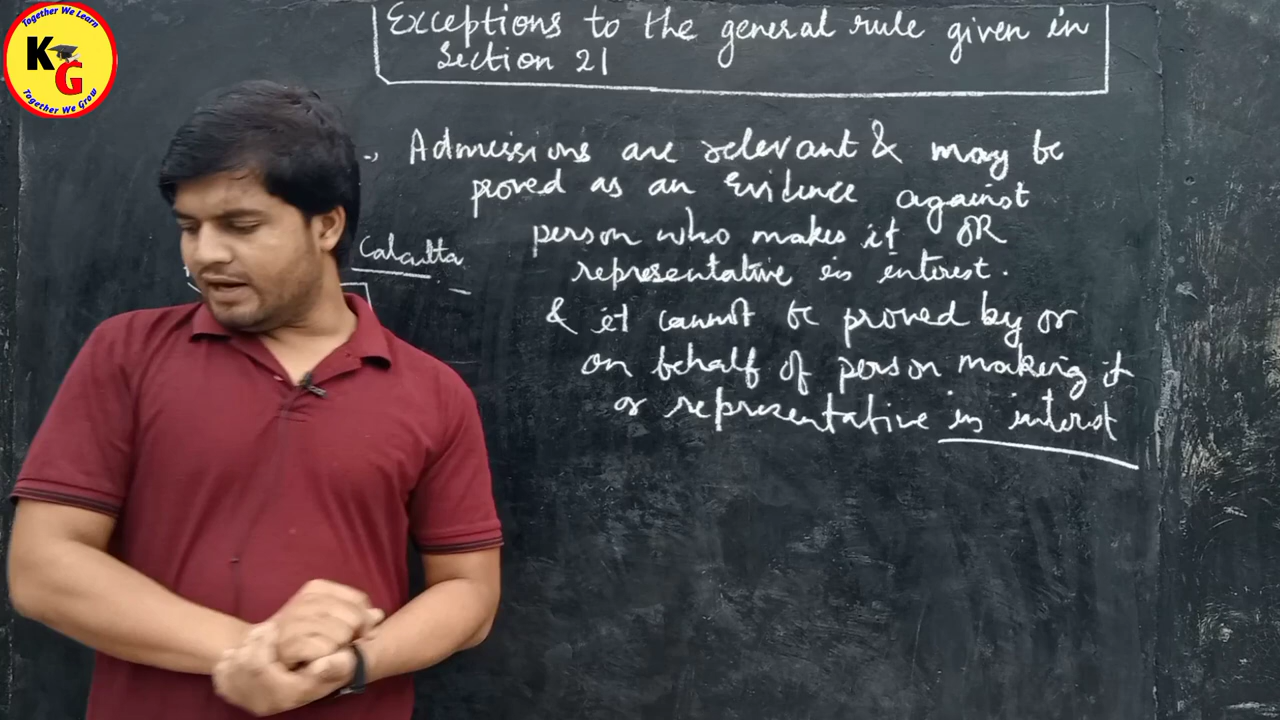 Together We Learn
KG
Together We Grow
Exceptions to the general rule given in
Section 21
Admissions are relevant & may be
proved as an Evidence against
person who makes it OR
representative in interest.
& it cannot be proved by or
on behalf of person making it
or representative in interest
Calcutta